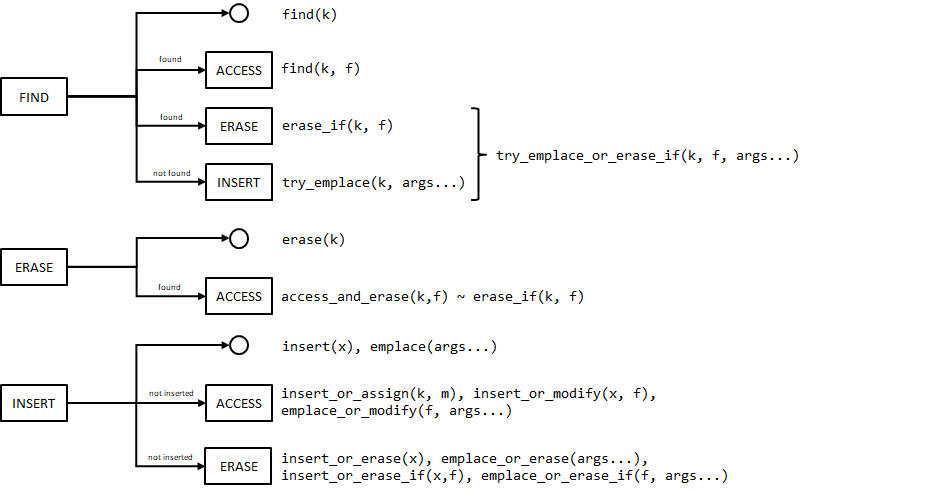 find(k)
found
ACCESS find(k, f)
FIND
found
ERASE erase_if(k, f)
try_emplace_or_erase_if(k, f, args...)
not found
INSERT try_emplace(k, args...)
erase(k)
ERASE
found
ACCESS access_and_erase(k,f) ~ erase_if(k, f)
insert(x), emplace(args...)
not inserted
INSERT
ACCESS
insert_or_assign(k, m), insert_or_modify(x, f),
emplace_or_modify(f, args...)
not inserted
ERASE
insert_or_erase(x), emplace_or_erase(args...),
insert_or_erase_if(x,f), emplace_or_erase_if(f, args...)